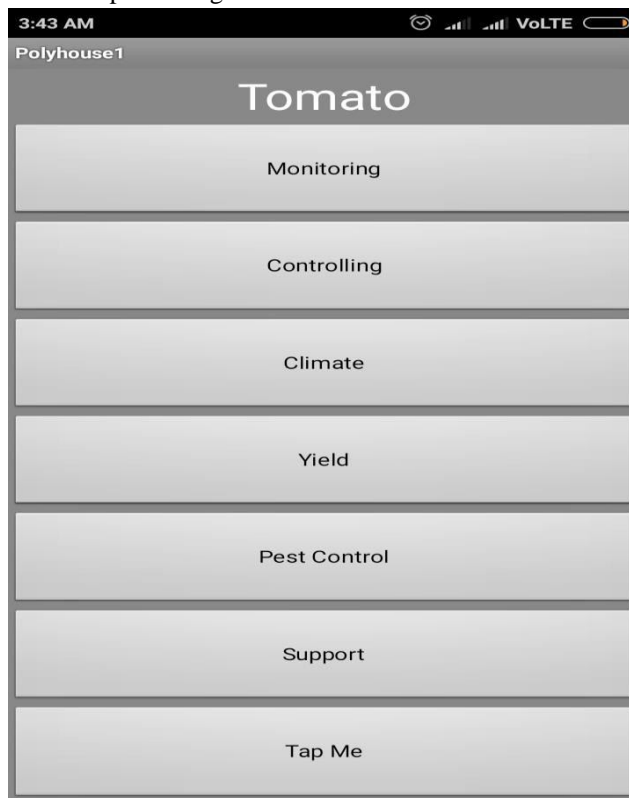 3:43 AM VoLTE
Polyhouse1
Tomato
Monitoring
Controlling
Climate
Yield
Pest Control
Support
Tap Me